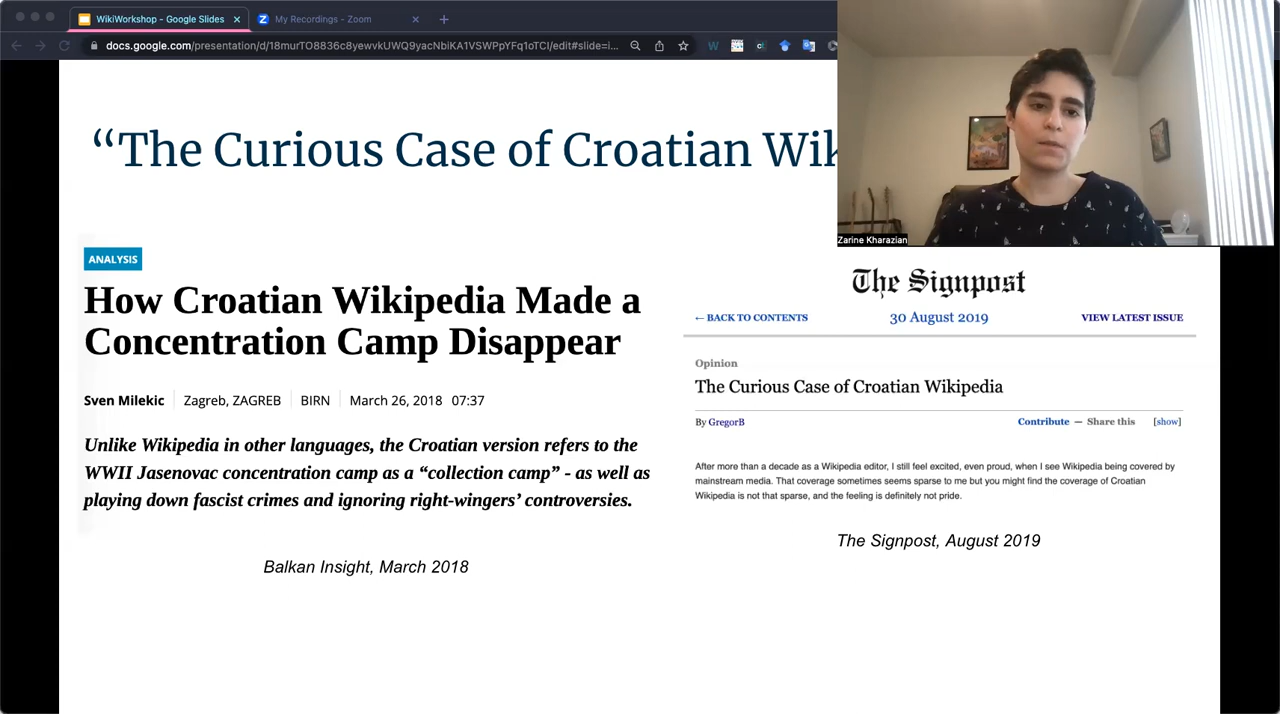 WikiWorkshop - Google Slides
My Recordings - Zoom
docs.google.com/presentation/d/18murTO8836c8yewvkUWQ9yacNbiKA1VSWPpYFq1oTCI/edit#slide=i...
“The Curious Case of Croatian Wik
Zarine Kharazian
ANALYSIS
How Croatian Wikipedia Made a
Concentration Camp Disappear
Sven Milekic
Zagreb, ZAGREB
BIRN
March 26, 2018 07:37
Unlike Wikipedia in other languages, the Croatian version refers to the
WWII Jasenovac concentration camp as a “collection camp” - as well as
playing down fascist crimes and ignoring right-wingers’ controversies.
Balkan Insight, March 2018
The Signpost
← BACK TO CONTENTS
30 August 2019
VIEW LATEST ISSUE
Opinion
The Curious Case of Croatian Wikipedia
By GregorB
Contribute — Share this [show]
After more than a decade as a Wikipedia editor, I still feel excited, even proud, when I see Wikipedia being covered by
mainstream media. That coverage sometimes seems sparse to me but you might find the coverage of Croatian
Wikipedia is not that sparse, and the feeling is definitely not pride.
The Signpost, August 2019